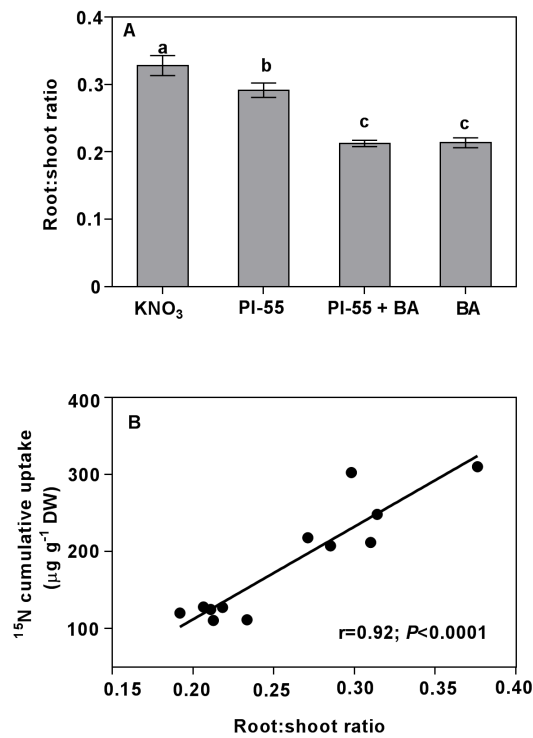 A
0.4
0.3
0.2
0.1
0
Root:shoot ratio
a
b
c
c
KNO₃
PI-55
PI-55 + BA
BA
B
400
300
200
100
¹⁵N cumulative uptake
(µg g⁻¹ DW)
r=0.92; P<0.0001
0.15
0.20
0.25
0.30
0.35
0.40
Root:shoot ratio